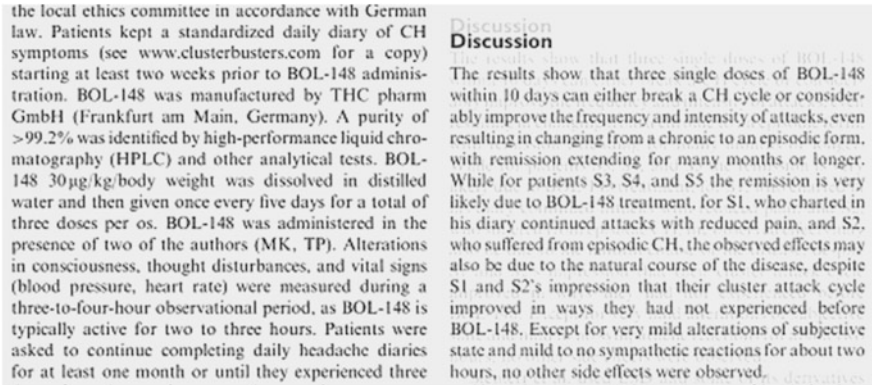 the local ethics committee in accordance with German
law. Patients kept a standardized daily diary of CH
symptoms (see www.clusterbusters.com for a copy)
starting at least two weeks prior to BOL-148 adminis-
tration. BOL-148 was manufactured by THC pharm
GmbH (Frankfurt am Main, Germany). A purity of
>99.2% was identified by high-performance liquid chro-
matography (HPLC) and other analytical tests. BOL-
148 30 µg/kg/body weight was dissolved in distilled
water and then given once every five days for a total of
three doses per os. BOL-148 was administered in the
presence of two of the authors (MK, TP). Alterations
in consciousness, thought disturbances, and vital signs
(blood pressure, heart rate) were measured during a
three-to-four-hour observational period, as BOL-148 is
typically active for two to three hours. Patients were
asked to continue completing daily headache diaries
for at least one month or until they experienced three
Discussion
Discussion
The results show that three single doses of BOL-148
The results show that three single doses of BOL-148
within 10 days can either break a CH cycle or consider-
ably improve the frequency and intensity of attacks, even
resulting in changing from a chronic to an episodic form,
with remission extending for many months or longer.
While for patients S3, S4, and S5 the remission is very
likely due to BOL-148 treatment, for S1, who charted in
his diary continued attacks with reduced pain, and S2,
who suffered from episodic CH, the observed effects may
also be due to the natural course of the disease, despite
S1 and S2's impression that their cluster attack cycle
improved in ways they had not experienced before
BOL-148. Except for very mild alterations of subjective
state and mild to no sympathetic reactions for about two
hours, no other side effects were observed.
derivatives